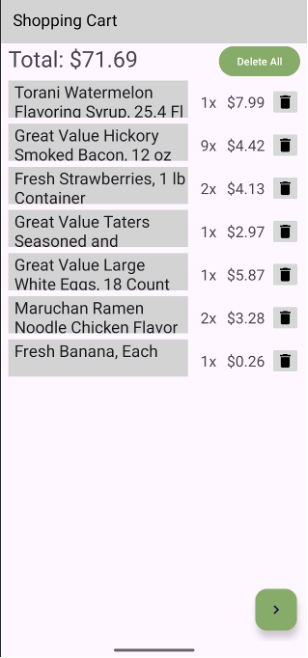 Shopping Cart
Total: $71.69
Delete All
Torani Watermelon
Flavoring Syrup, 25.4 Fl
1x $7.99
Great Value Hickory
Smoked Bacon, 12 oz
9x $4.42
Fresh Strawberries, 1 lb
Container
2x $4.13
Great Value Taters
Seasoned and
1x $2.97
Great Value Large
White Eggs, 18 Count
1x $5.87
Maruchan Ramen
Noodle Chicken Flavor
2x $3.28
Fresh Banana, Each
1x $0.26